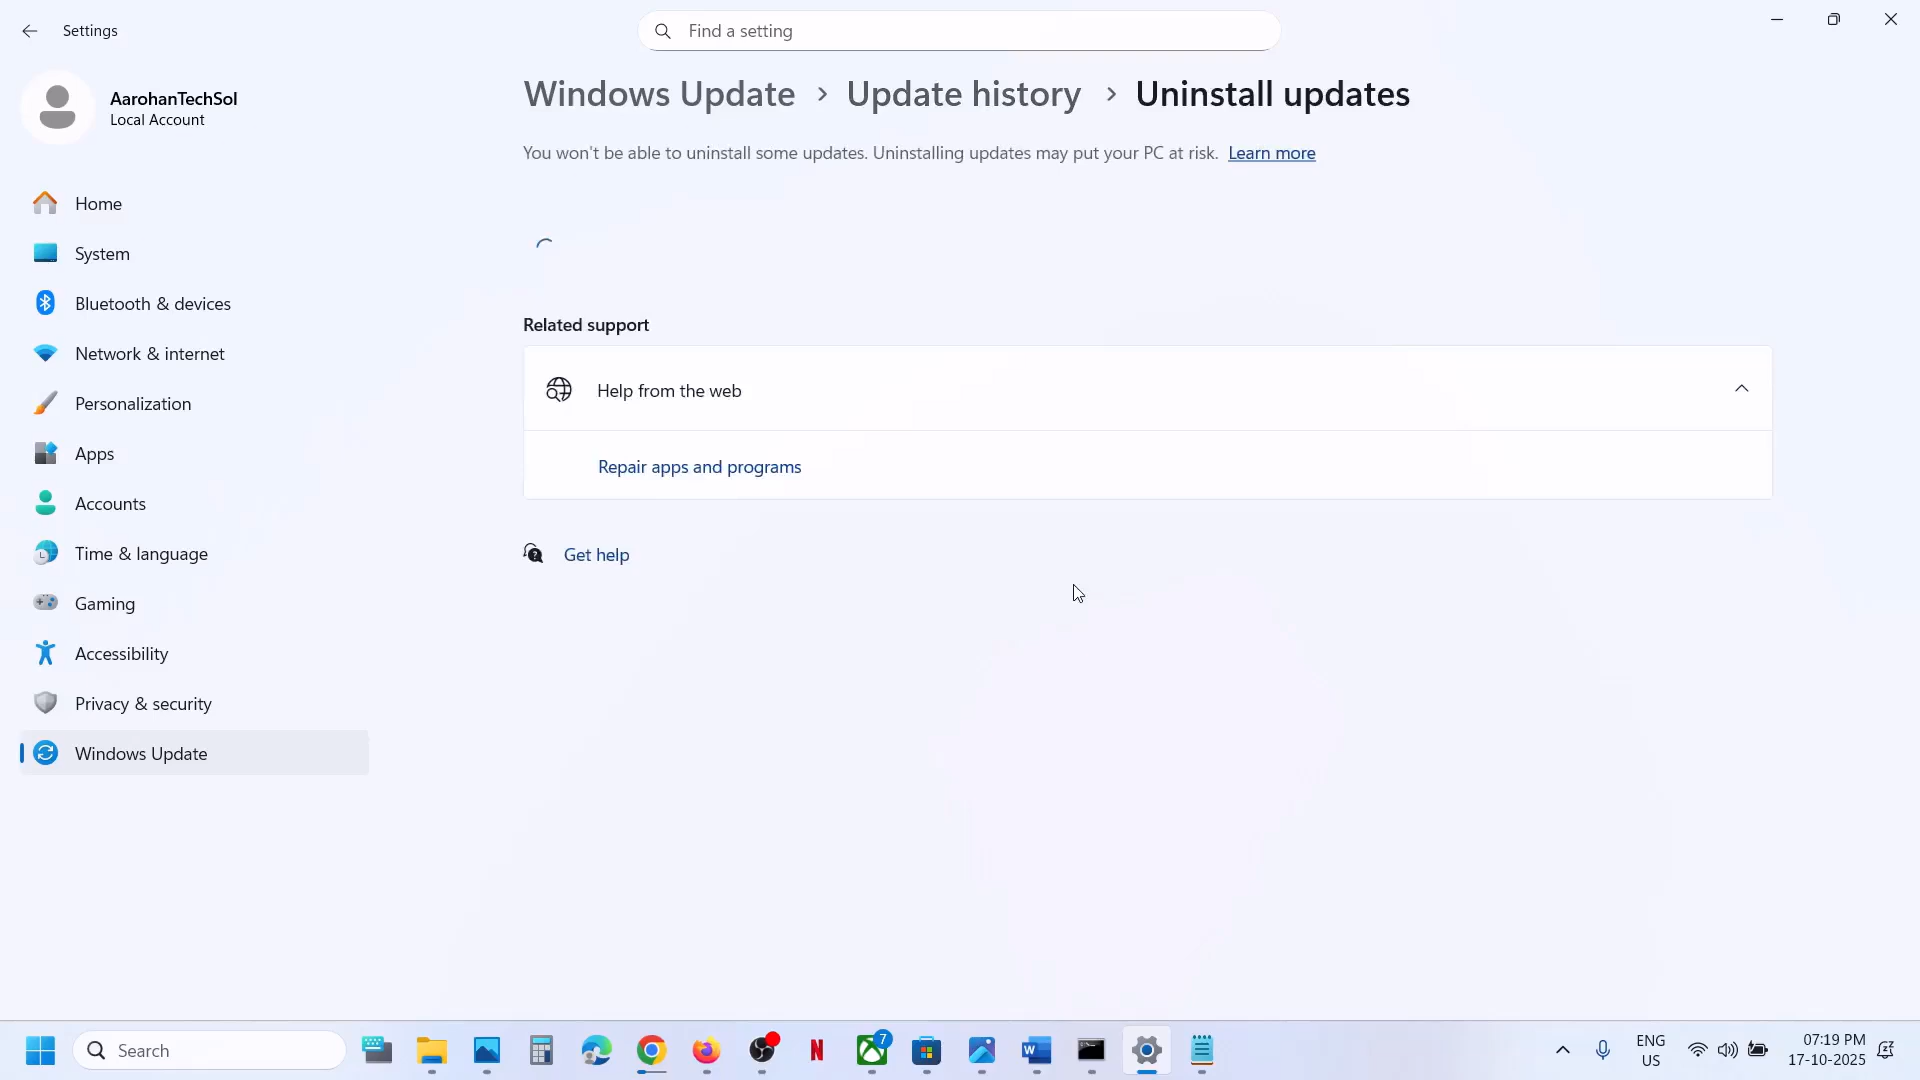 Settings
Find a setting
AarohanTechSol
Local Account
Home
System
Bluetooth & devices
Network & internet
Personalization
Apps
Accounts
Time & language
Gaming
Accessibility
Privacy & security
Windows Update
Windows Update > Update history > Uninstall updates
You won't be able to uninstall some updates. Uninstalling updates may put your PC at risk. Learn more
Related support
Help from the web
Repair apps and programs
Get help
Search
7
ENG
US
07:19 PM
17-10-2025